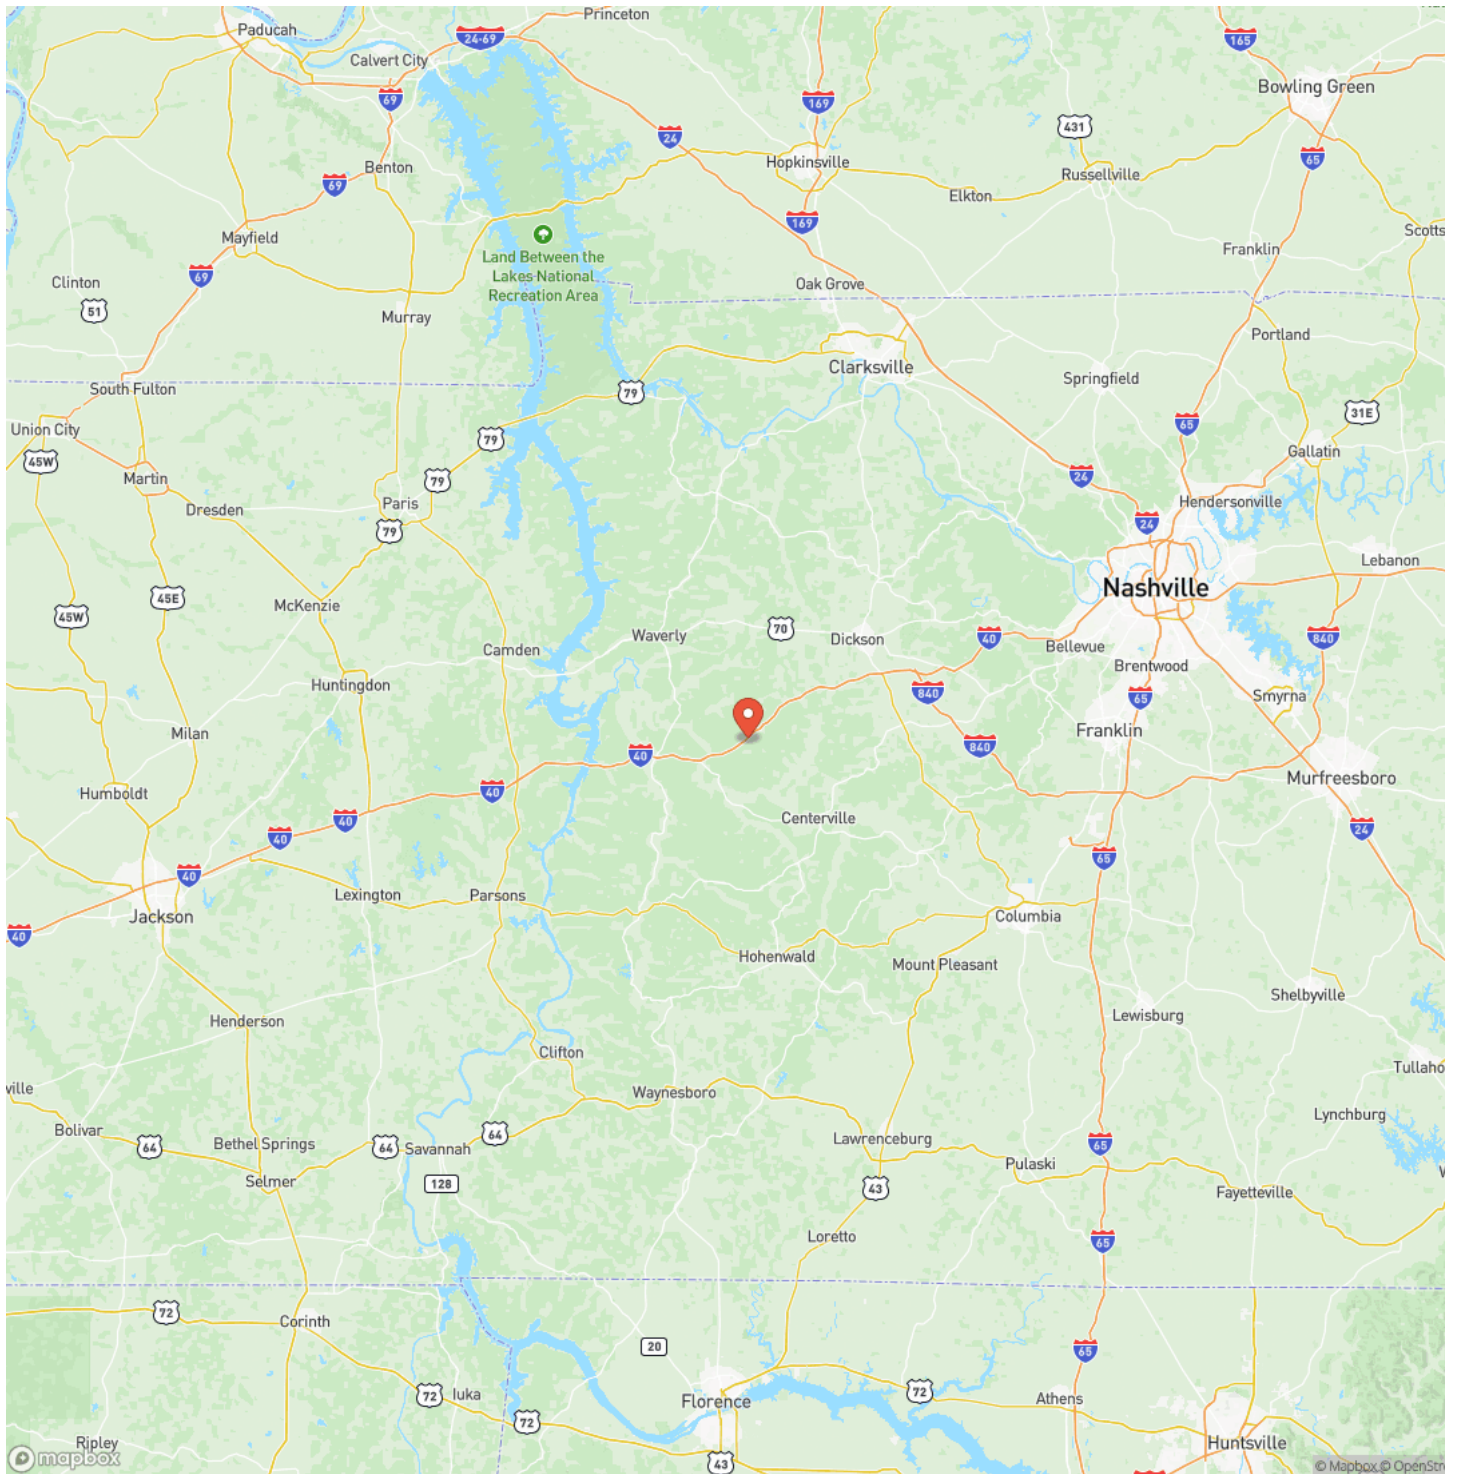 Princeton
Paducah
24-69
165
Calvert City
Bowling Green
69
169
431
24
65
Hopkinsville
Benton
Russellville
69
Elkton
169
Mayfield
Scotts
Franklin
Land Between the
Lakes National
Recreation Area
69
Clinton
Oak Grove
51
Murray
Portland
Clarksville
Springfield
South Fulton
79
31E
Union City
65
79
Gallatin
45W
24
Martin
79
Hendersonville
Paris
Dresden
24
79
Lebanon
Nashville
45E
McKenzie
45W
70
Waverly
Dickson
40
840
Bellevue
Camden
Brentwood
Huntingdon
840
65
Smyrna
Franklin
Milan
840
40
Murfreesboro
40
Humboldt
Centerville
40
24
40
65
40
Lexington
Parsons
Jackson
Columbia
40
Hohenwald
Mount Pleasant
Shelbyville
Lewisburg
Henderson
Clifton
Tullaho
ville
Waynesboro
Lynchburg
Bolivar
64
Bethel Springs
64
Savannah
64
Lawrenceburg
65
Pulaski
Selmer
128
43
Fayetteville
Loretto
65
72
Corinth
20
65
72
Iuka
72
Florence
Athens
72
Ripley
Huntsville
43
mapbox
© Mapbox © OpenStre